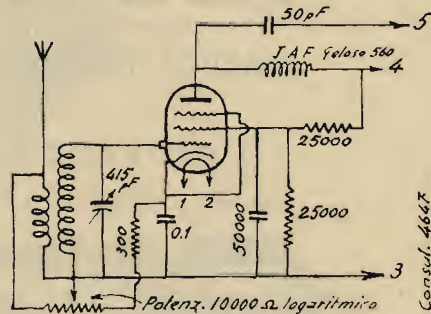 50pF
5
J A F Geloso 560
4
25000
415
pF
1 2
300
0.1
50000
25000
3
Potenz. 10000 Ω logaritmico
Consul. 4647